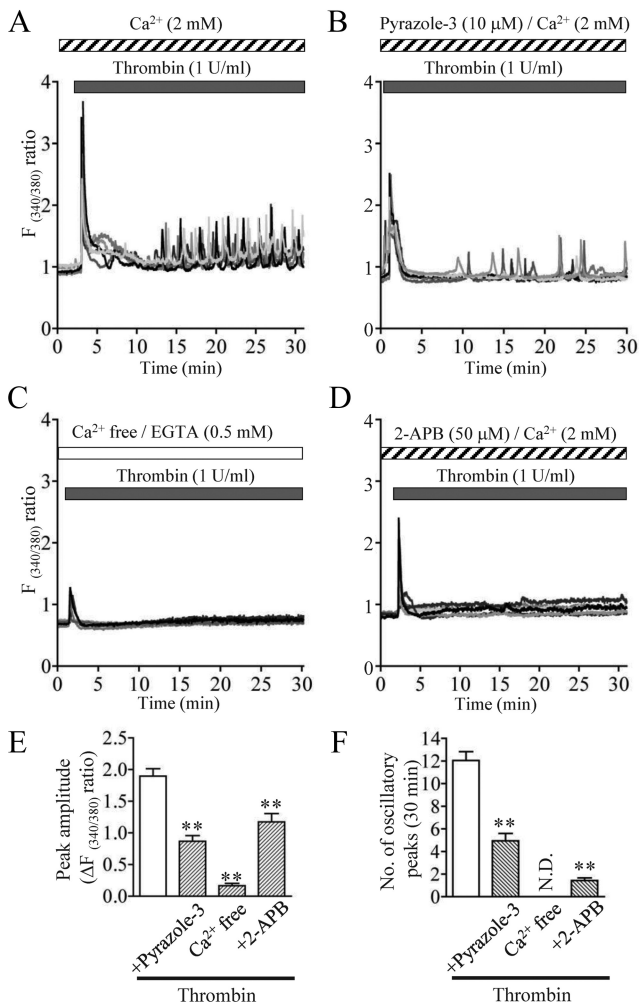 A
Ca²⁺ (2 mM)
Thrombin (1 U/ml)
F (340/380) ratio
4
3
2
1
0
0 5 10 15 20 25 30
Time (min)
B
Pyrazole-3 (10 μM) / Ca²⁺ (2 mM)
Thrombin (1 U/ml)
4
3
2
1
0
0 5 10 15 20 25 30
Time (min)
C
Ca²⁺ free / EGTA (0.5 mM)
Thrombin (1 U/ml)
F (340/380) ratio
4
3
2
1
0
0 5 10 15 20 25 30
Time (min)
D
2-APB (50 μM) / Ca²⁺ (2 mM)
Thrombin (1 U/ml)
4
3
2
1
0
0 5 10 15 20 25 30
Time (min)
E
Peak amplitude
(ΔF (340/380) ratio)
2.5
2.0
1.5
1.0
0.5
0.0
**
**
**
+Pyrazole-3
Ca²⁺ free
+2-APB
Thrombin
F
No. of oscillatory
peaks (30 min)
14
12
10
8
6
4
2
0
**
N.D.
**
+Pyrazole-3
Ca²⁺ free
+2-APB
Thrombin